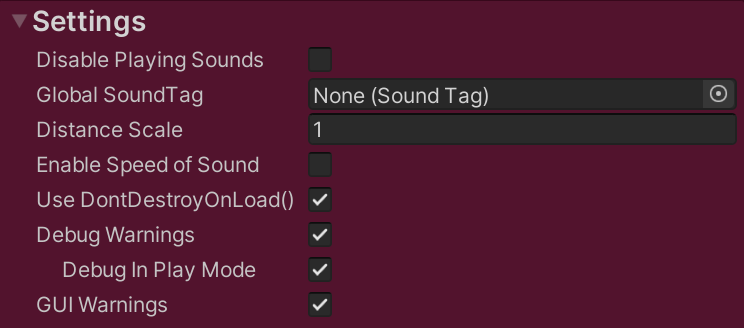 Settings
Disable Playing Sounds
Global SoundTag None (Sound Tag)
Distance Scale 1
Enable Speed of Sound
Use DontDestroyOnLoad()
Debug Warnings
Debug In Play Mode
GUI Warnings